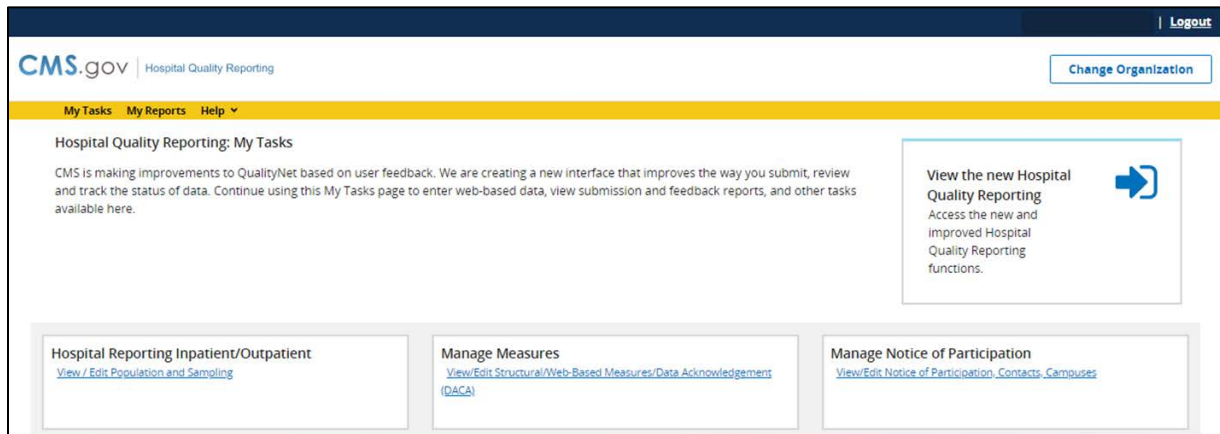 | Logout
CMS.gov | Hospital Quality Reporting
Change Organization
My Tasks My Reports Help
Hospital Quality Reporting: My Tasks
CMS is making improvements to QualityNet based on user feedback. We are creating a new interface that improves the way you submit, review
and track the status of data. Continue using this My Tasks page to enter web-based data, view submission and feedback reports, and other tasks
available here.
View the new Hospital
Quality Reporting
Access the new and
improved Hospital
Quality Reporting
functions.
Hospital Reporting Inpatient/Outpatient
View / Edit Population and Sampling
Manage Measures
View/Edit Structural/Web-Based Measures/Data Acknowledgement
(DACA)
Manage Notice of Participation
View/Edit Notice of Participation, Contacts, Campuses